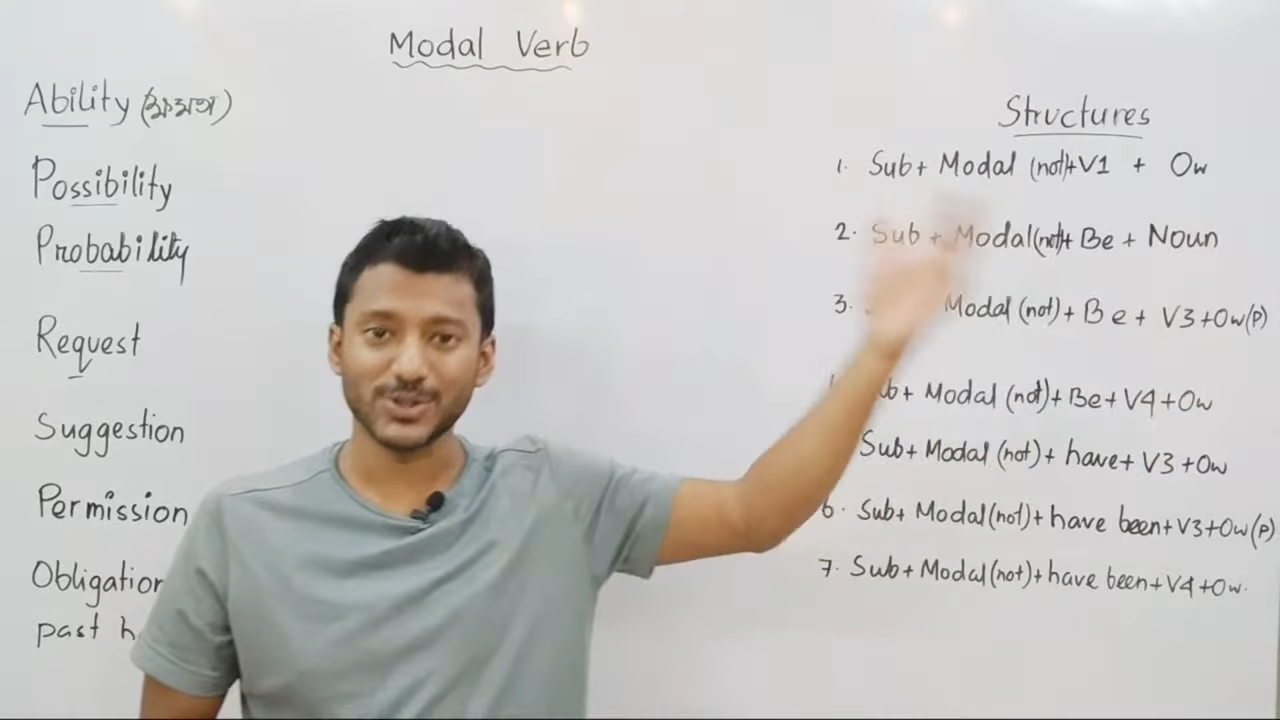 Modal Verb
Ability (ক্ষমতা)
Possibility
Probability
Request
Suggestion
Permission
Obligation
past
Structures
1. Sub+ Modal (not)+V1 + Ow
2. Sub + Modal(not)+ Be + Noun
3. Modal (not) + Be + V3+Ow(P)
+ Modal (not)+Be+V4+Ow
Sub+ Modal (not) + have+ V3 +Ow
6. Sub+ Modal(not)+have been+V3+Ow(P)
7. Sub+Modal(not)+have been+V4+Ow.